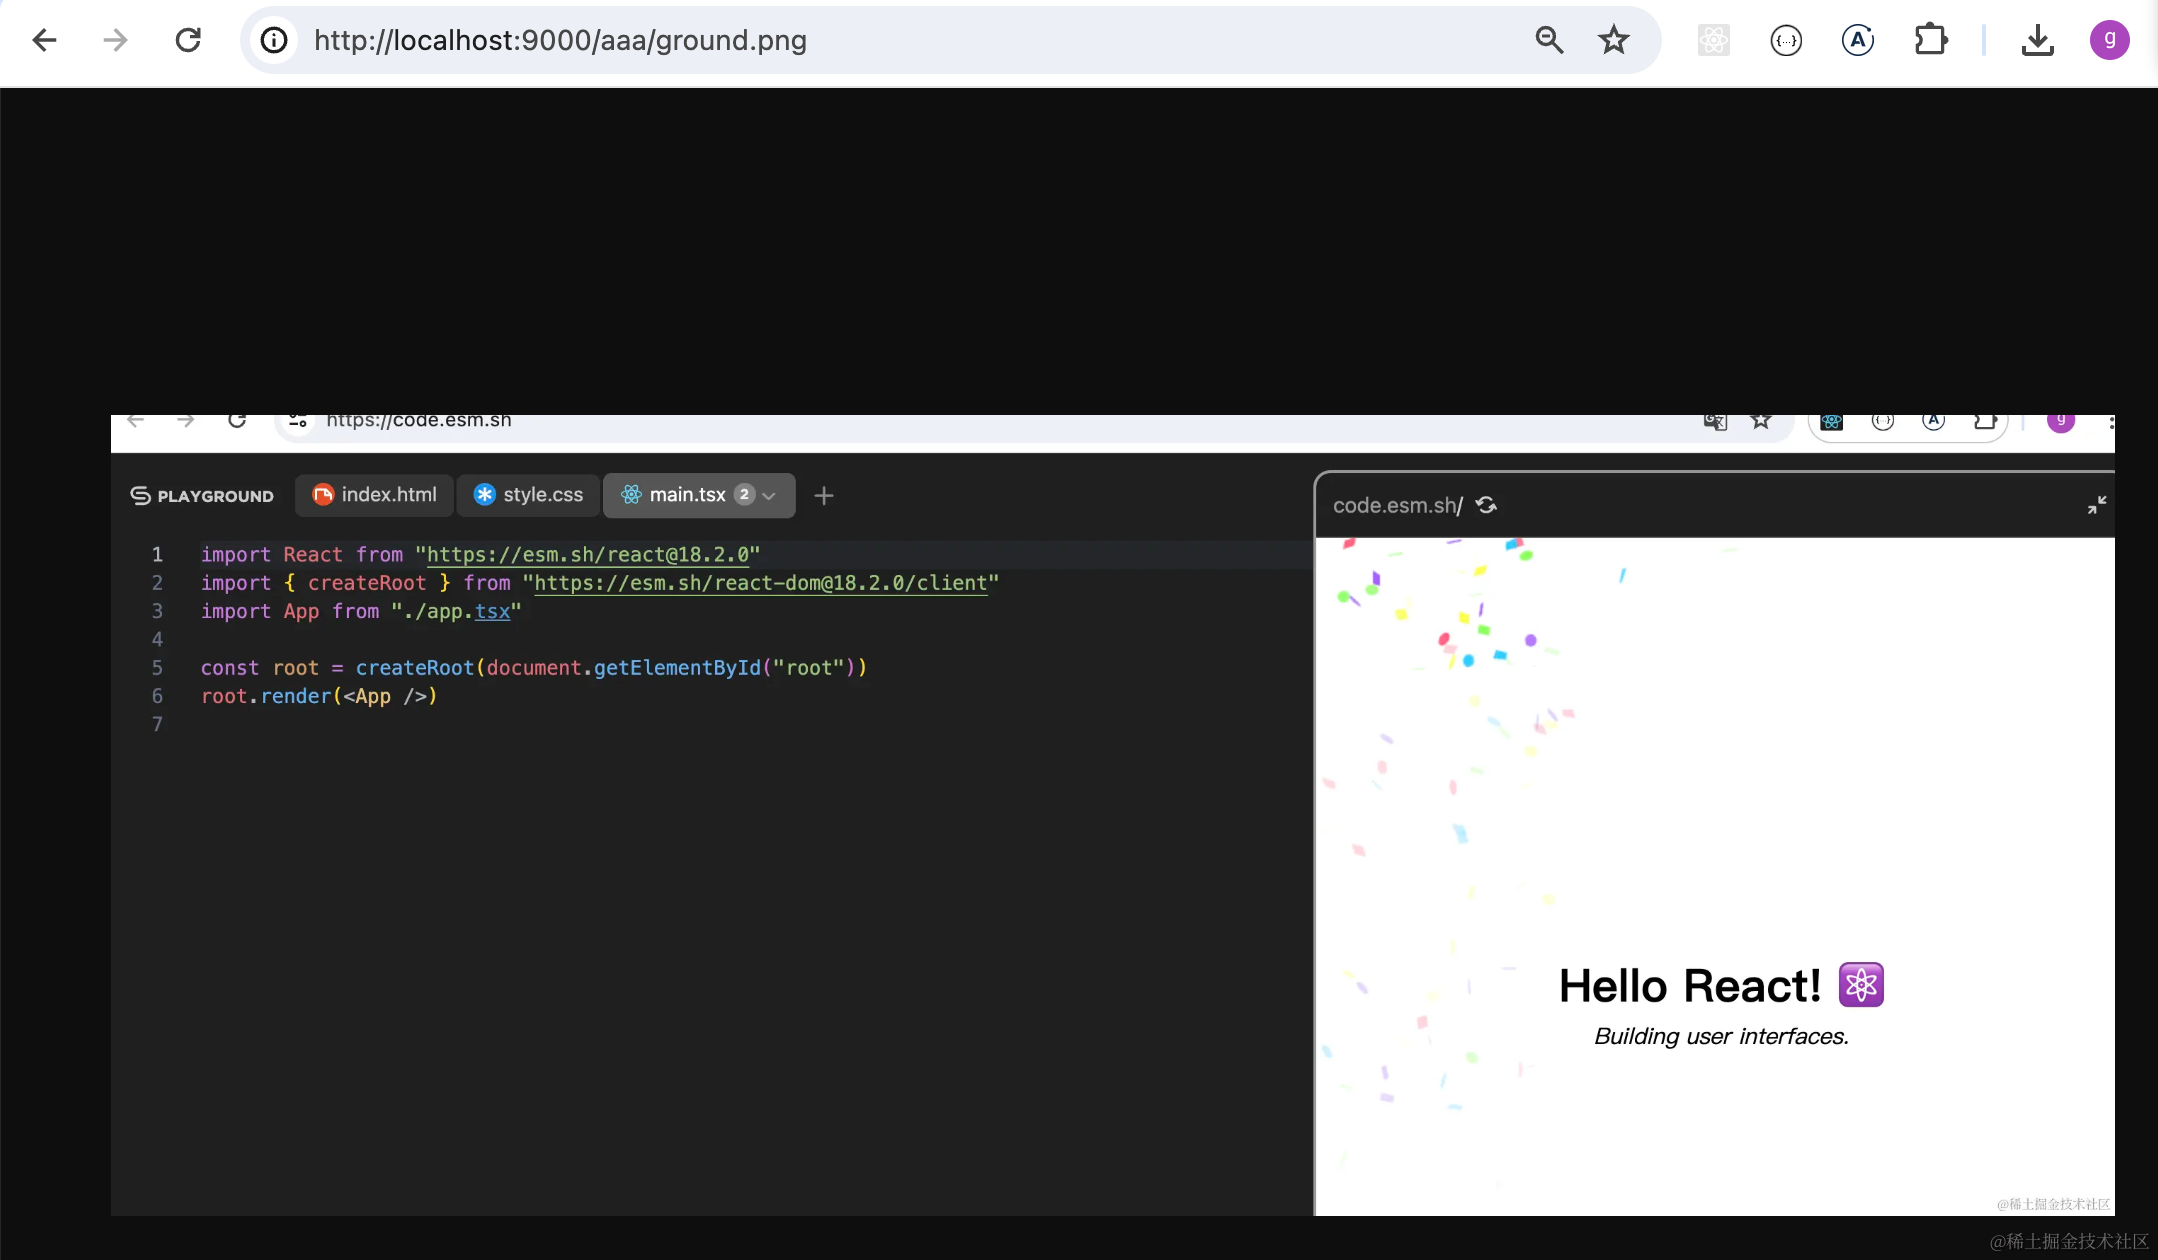 http://localhost:9000/aaa/ground.png
g
https://code.esm.sh
g
PLAYGROUND
index.html
style.css
main.tsx 2
code.esm.sh/
1 import React from "https://esm.sh/react@18.2.0"
2 import { createRoot } from "https://esm.sh/react-dom@18.2.0/client"
3 import App from "./app.tsx"
4
5 const root = createRoot(document.getElementById("root"))
6 root.render(<App />)
7
Hello React! ⚛️
Building user interfaces.
@稀土掘金技术社区
@稀土掘金技术社区